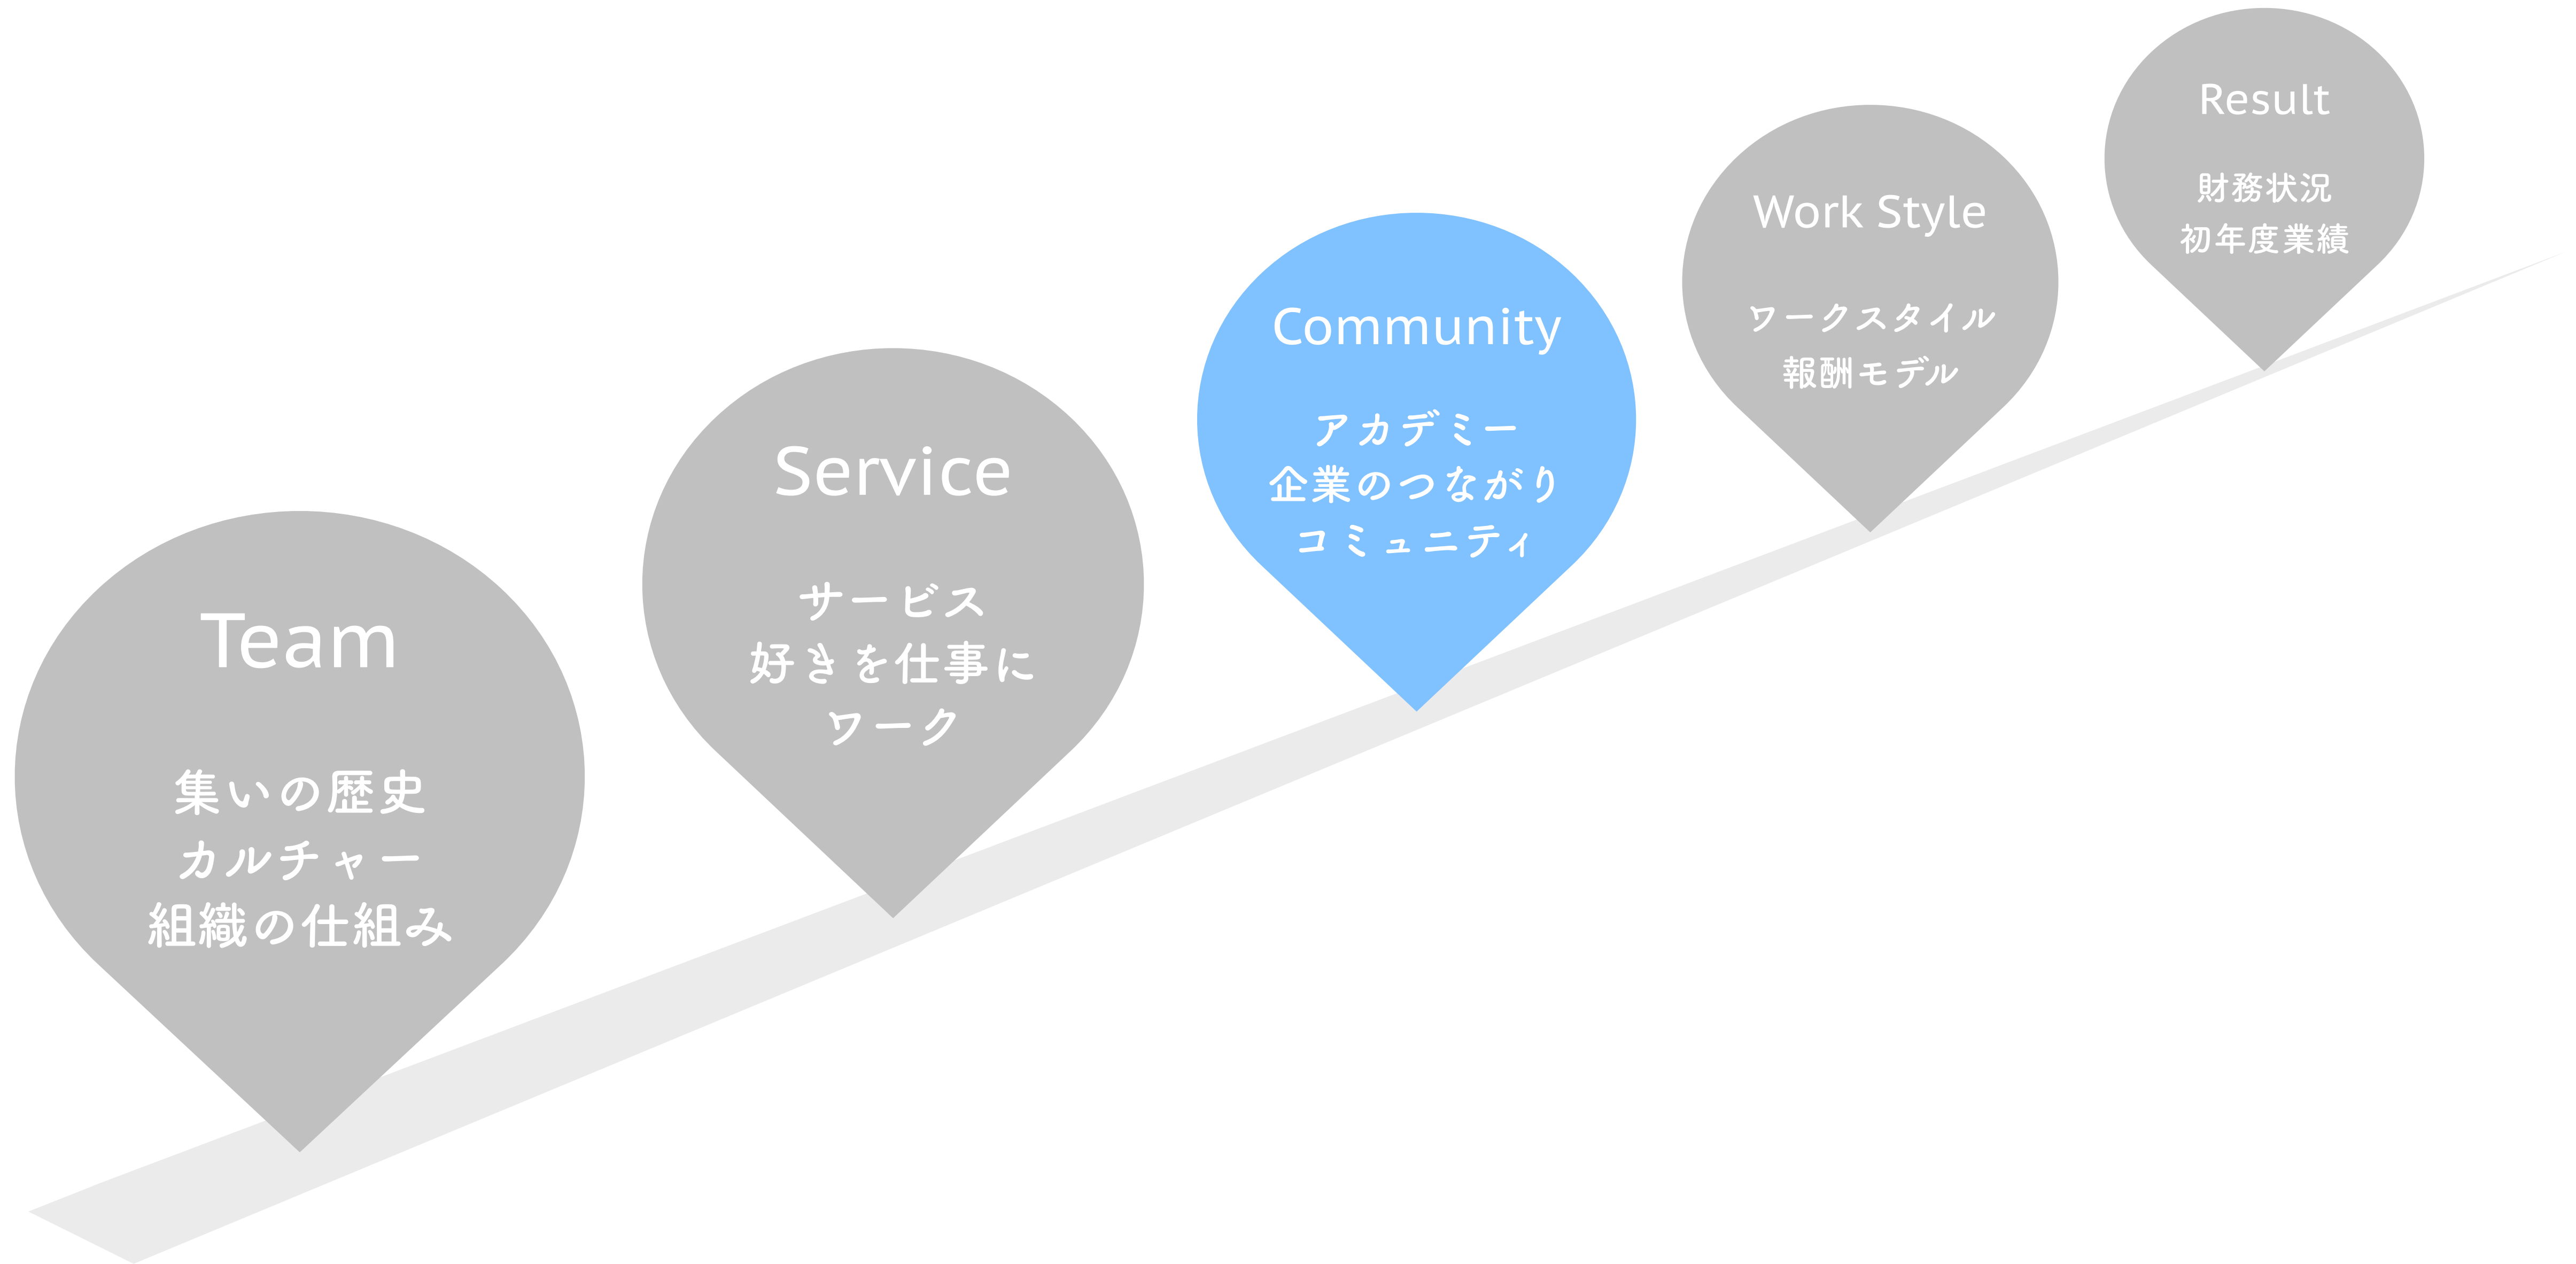 Team
集いの歴史
カルチャー
組織の仕組み
Service
サービス
好きを仕事に
ワーク
Community
アカデミー
企業のつながり
コミュニティ
Work Style
ワークスタイル
報酬モデル
Result
財務状況
初年度業績